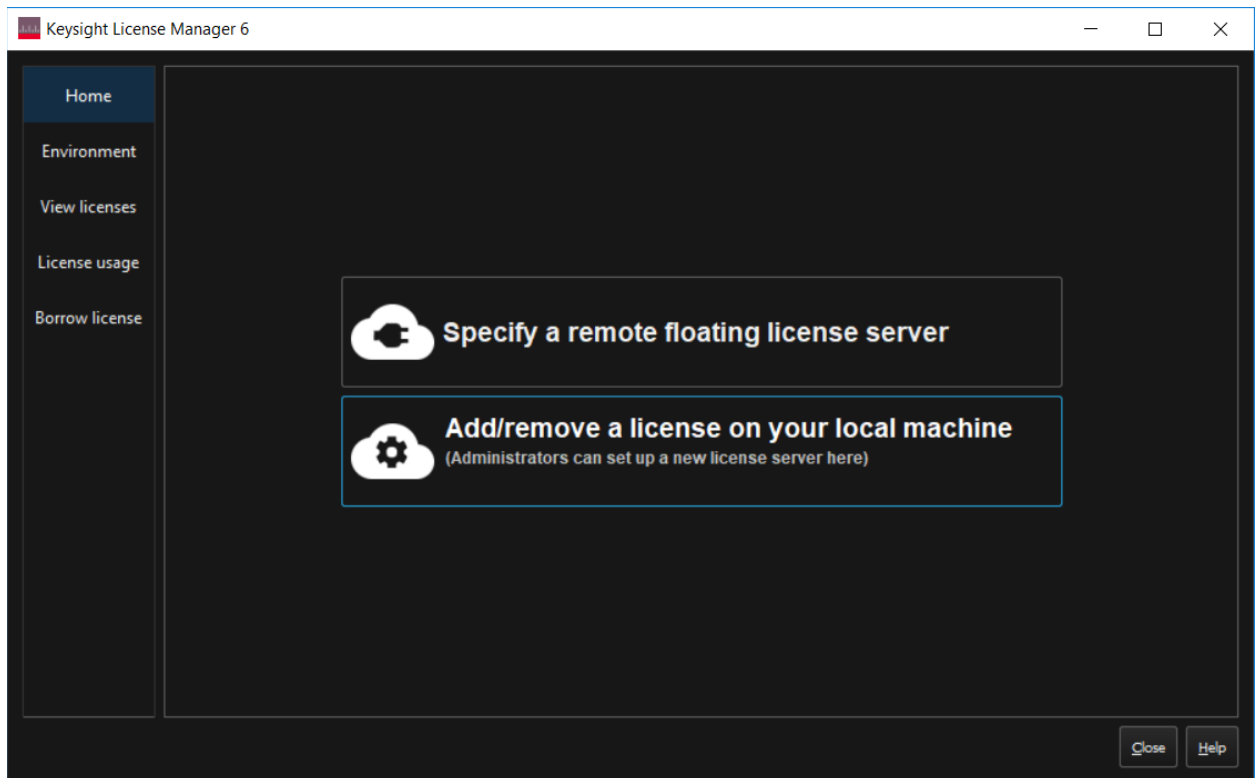 Keysight License Manager 6
Home
Environment
View licenses
License usage
Borrow license
Specify a remote floating license server
Add/remove a license on your local machine
(Administrators can set up a new license server here)
Close
Help